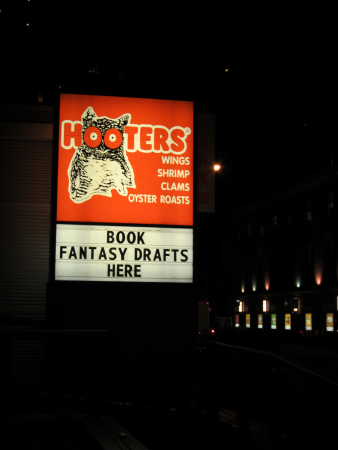 HOOTERS®
WINGS
SHRIMP
CLAMS
OYSTER ROASTS
BOOK
FANTASY DRAFTS
HERE